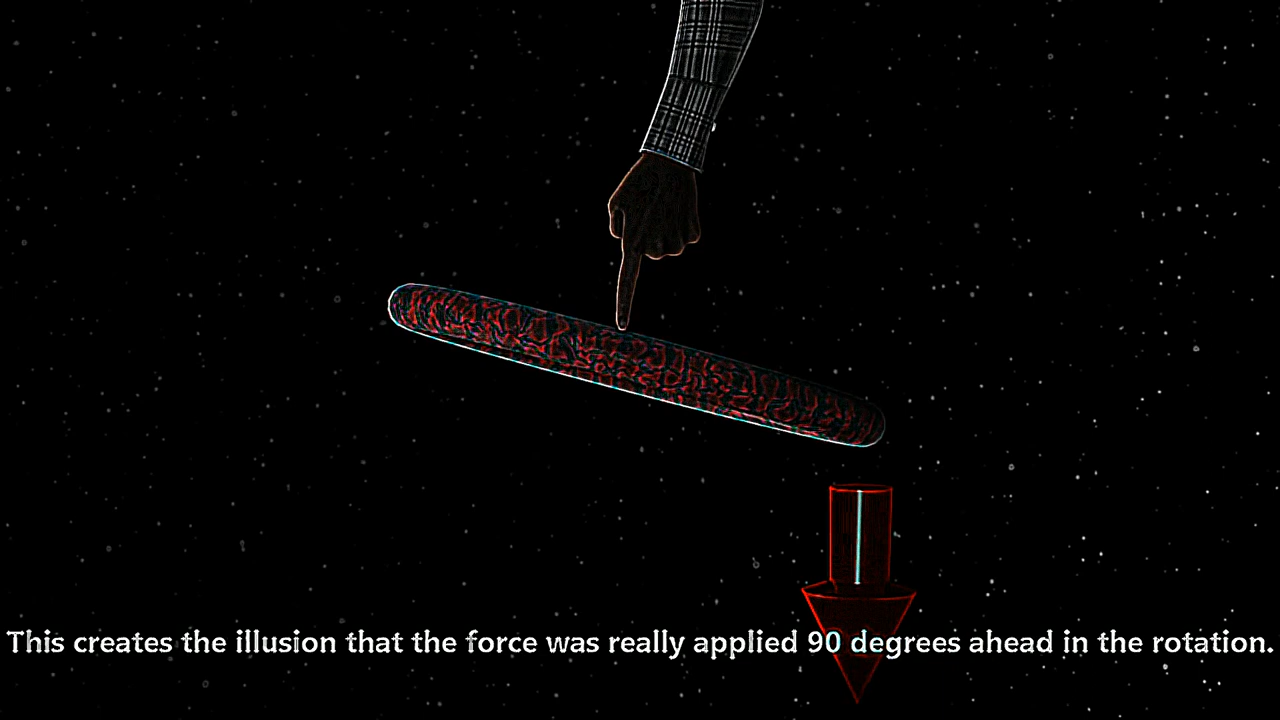 This creates the illusion that the force was really applied 90 degrees ahead in the rotation.